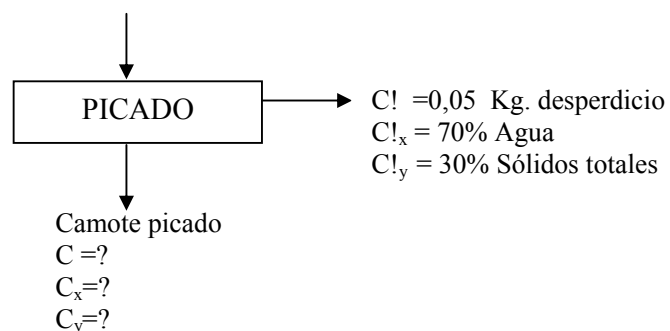 PICADO
C! =0,05 Kg. desperdicio
C!x = 70% Agua
C!y = 30% Sólidos totales
Camote picado
C =?
Cx=?
Cy=?